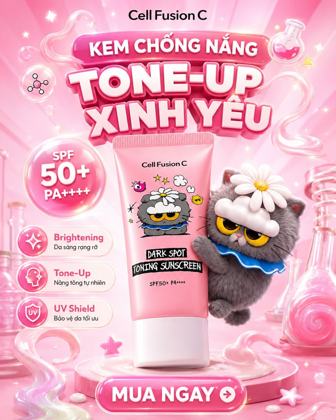 Cell Fusion C
KEM CHỐNG NẮNG
TONE-UP
XINH YÊU
SPF
50+
PA++++
Cell Fusion C
DARK SPOT
TONING SUNSCREEN
SPF50+ PA++++
Brightening
Da sáng rạng rỡ
Tone-Up
Nâng tông tự nhiên
UV
UV Shield
Bảo vệ da tối ưu
MUA NGAY